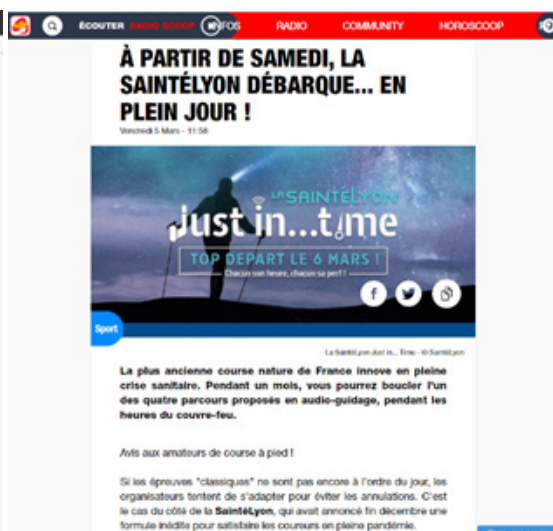 ÉCOUTER RADIO SCOOP INFOS RADIO COMMUNITY HOROSCOOP
À PARTIR DE SAMEDI, LA
SAINTÉLYON DÉBARQUE... EN
PLEIN JOUR !
Vendredi 5 Mars - 11:58
LA SAINTÉLYON
just in...time
TOP DÉPART LE 6 MARS !
Chacun son heure, chacun sa perf !
Sport
La SaintéLyon Just in... Time - © SaintéLyon
La plus ancienne course nature de France innove en pleine
crise sanitaire. Pendant un mois, vous pourrez boucler l'un
des quatre parcours proposés en audio-guidage, pendant les
heures du couvre-feu.
Avis aux amateurs de course à pied !
Si les épreuves "classiques" ne sont pas encore à l'ordre du jour, les
organisateurs tentent de s'adapter pour éviter les annulations. C'est
le cas du côté de la SaintéLyon, qui avait annoncé fin décembre une
formule inédite pour satisfaire les coureurs en pleine pandémie.